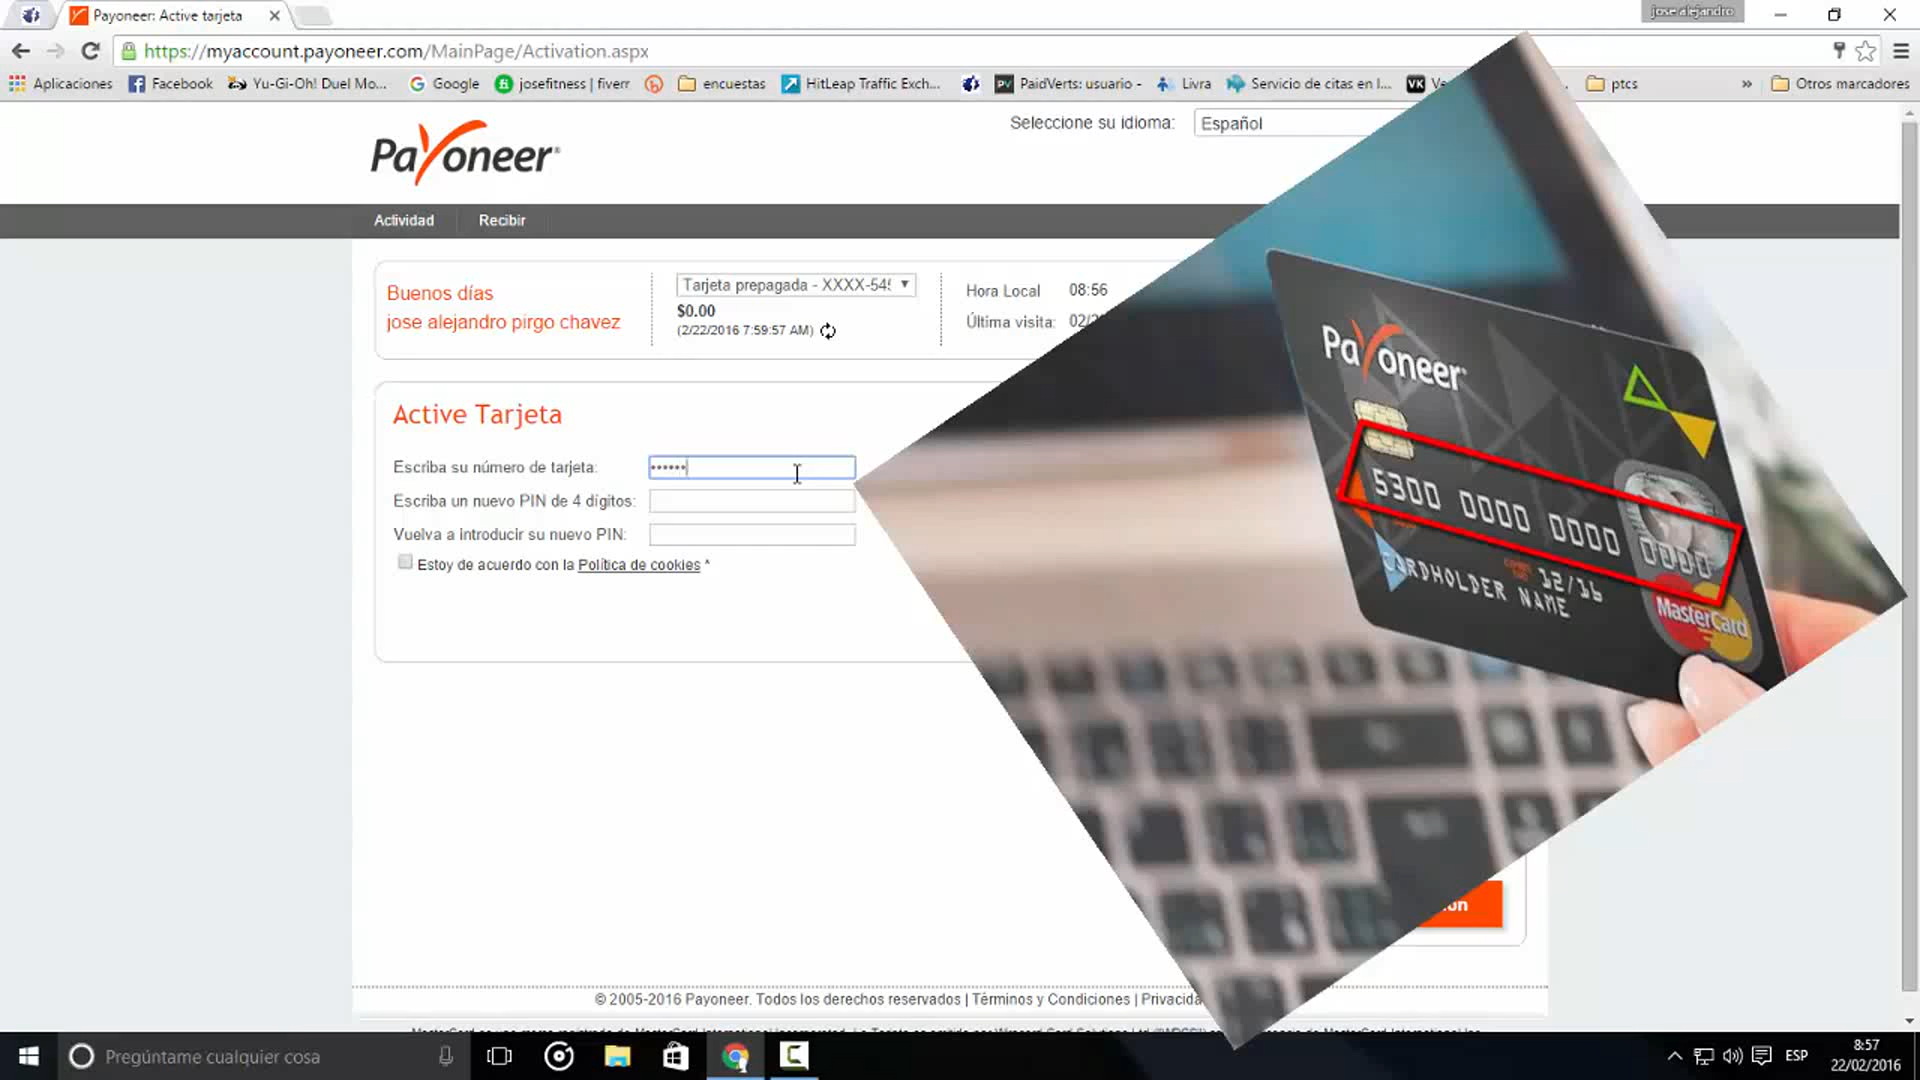 Payoneer: Active tarjeta
jose alejandro
https://myaccount.payoneer.com/MainPage/Activation.aspx
Aplicaciones
Facebook
Yu-Gi-Oh! Duel Mo...
Google
josefitness | fiverr
encuestas
HitLeap Traffic Exch...
PaidVerts: usuario -
Livra
Servicio de citas en l...
ptcs
»
Otros marcadores
Payoneer
Seleccione su idioma:
Español
Actividad
Recibir
Buenos días
jose alejandro pirgo chavez
Tarjeta prepagada - XXXX-545
$0.00
(2/22/2016 7:59:57 AM)
Hora Local
08:56
Última visita:
Active Tarjeta
Escriba su número de tarjeta:
Escriba un nuevo PIN de 4 dígitos:
Vuelva a introducir su nuevo PIN:
Estoy de acuerdo con la Política de cookies *
Payoneer
5300 0000 0000 0000
12/16
CARDHOLDER NAME
MasterCard
© 2005-2016 Payoneer. Todos los derechos reservados | Términos y Condiciones |
Pregúntame cualquier cosa
ESP
8:57
22/02/2016